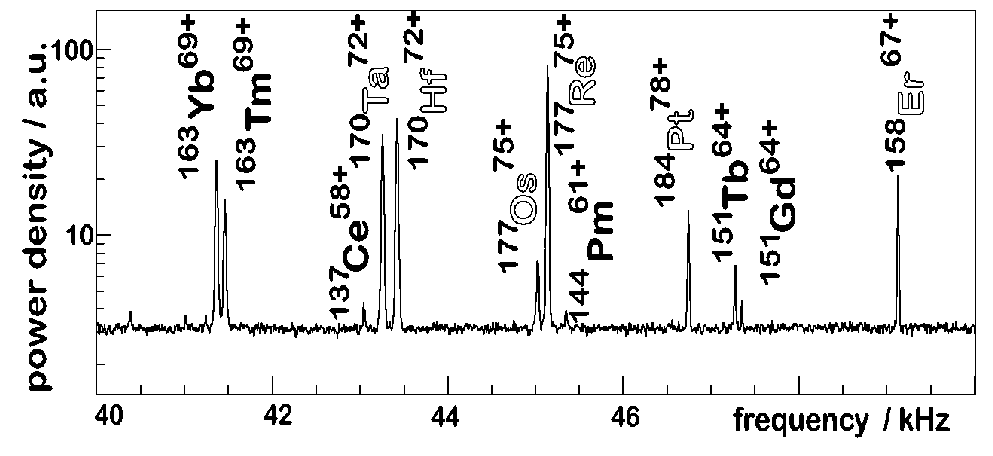 power density / a.u.
100
10
163Yb69+
163Tm69+
137Ce58+
170Ta72+
170Hf72+
177Os75+
177Re75+
144Pm61+
184Pt78+
151Tb64+
151Gd64+
158Er67+
40 42 44 46 frequency / kHz